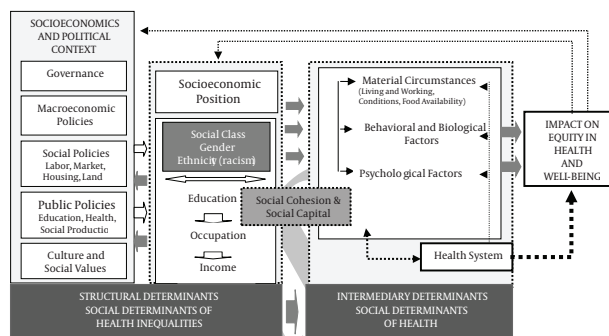 SOCIOECONOMICS
AND POLITICAL
CONTEXT
Governance
Macroeconomic
Policies
Social Policies
Labor, Market,
Housing, Land
Public Policies
Education, Health,
Social Productio
Culture and
Social Values
Socioeconomic
Position
Social Class
Gender
Ethnicity (racism)
Education
Occupation
Income
Social Cohesion &
Social Capital
Material Circumstances
(Living and Working,
Conditions, Food Availability)
Behavioral and Biological
Factors
Psychological Factors
Health System
IMPACT ON
EQUITY IN
HEALTH
AND
WELL-BEING
STRUCTURAL DETERMINANTS
SOCIAL DETERMINANTS OF
HEALTH INEQUALITIES
INTERMEDIARY DETERMINANTS
SOCIAL DETERMINANTS
OF HEALTH